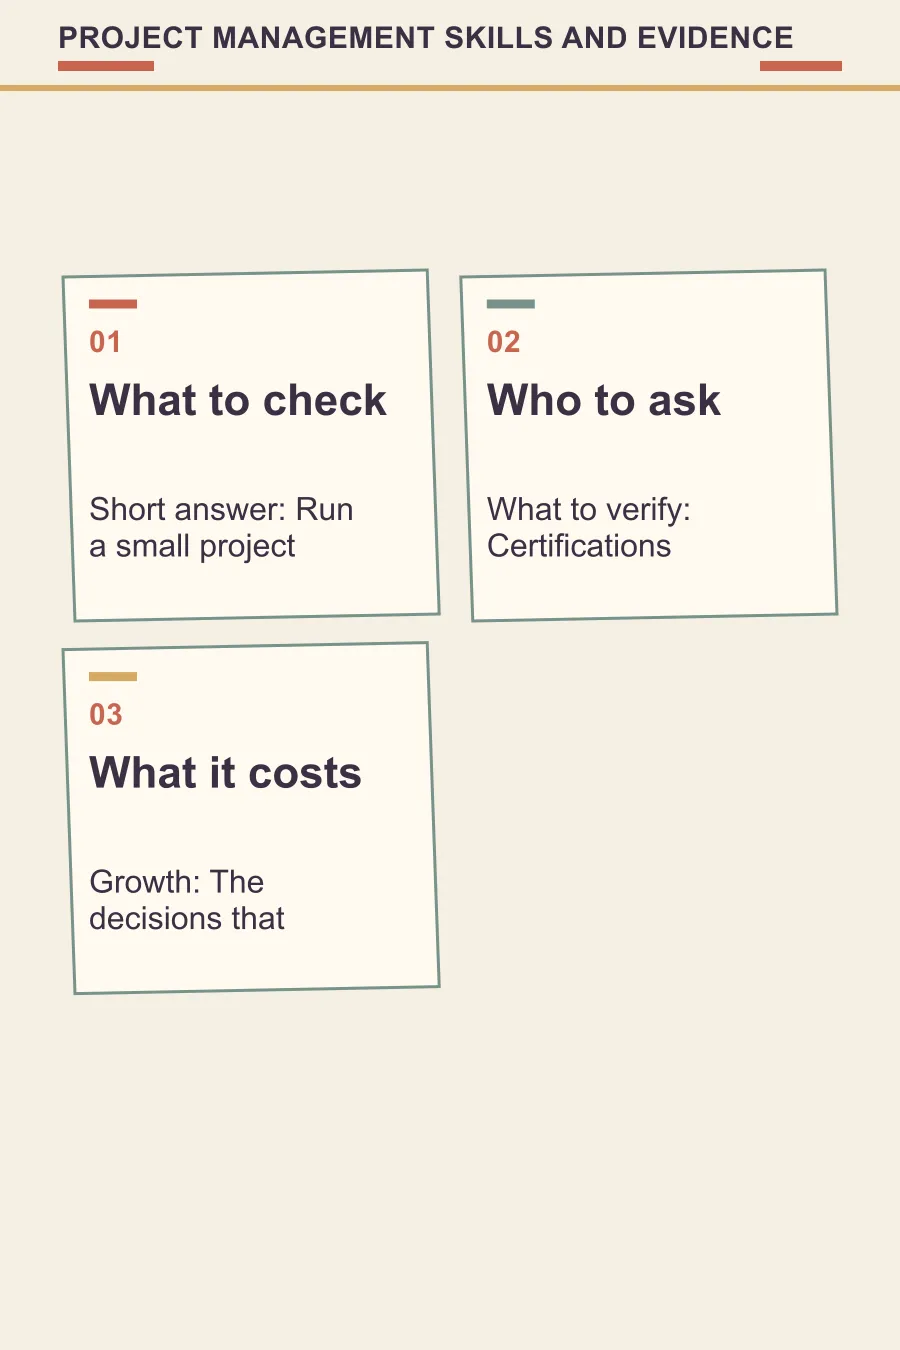 PROJECT MANAGEMENT SKILLS AND EVIDENCE
01
What to check
Short answer: Run
a small project
02
Who to ask
What to verify:
Certifications
03
What it costs
Growth: The
decisions that